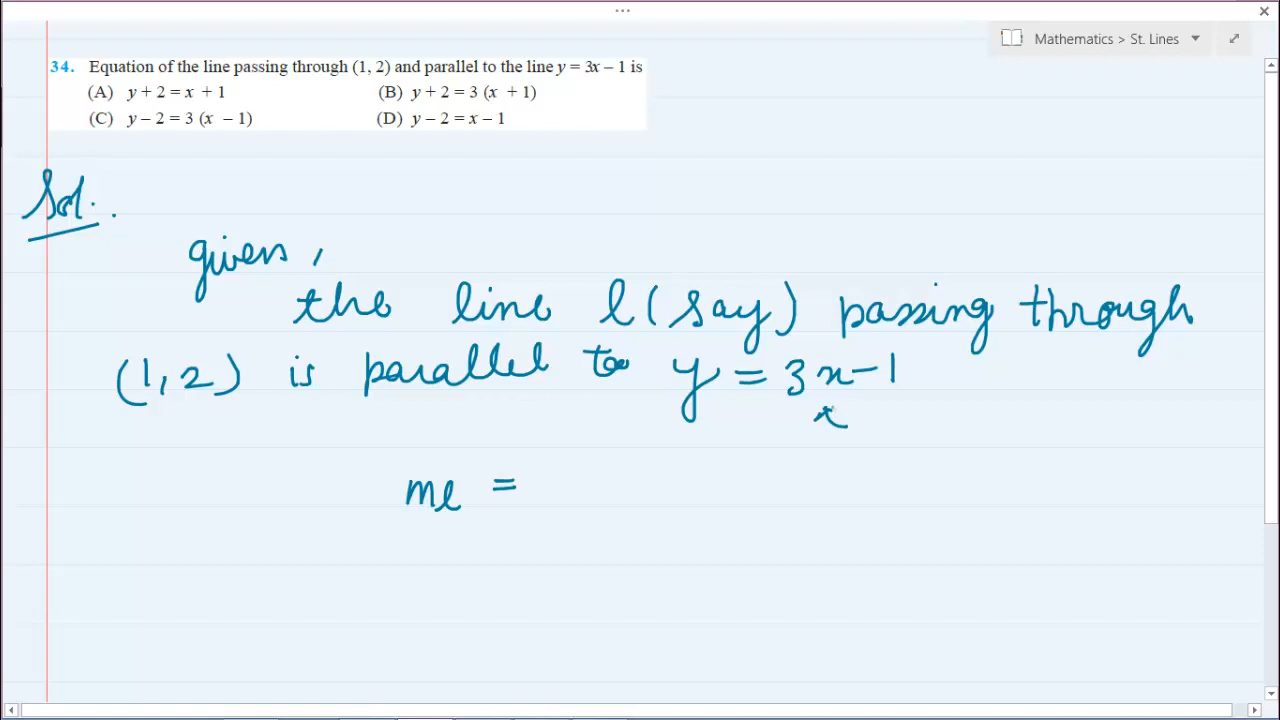 ...
Mathematics > St. Lines
34. Equation of the line passing through (1, 2) and parallel to the line y = 3x – 1 is
(A) y + 2 = x + 1 (B) y + 2 = 3 (x + 1)
(C) y – 2 = 3 (x – 1) (D) y – 2 = x – 1
Sol.
given,
the line l (say) passing through
(1, 2) is parallel to y = 3x - 1
x
ml =